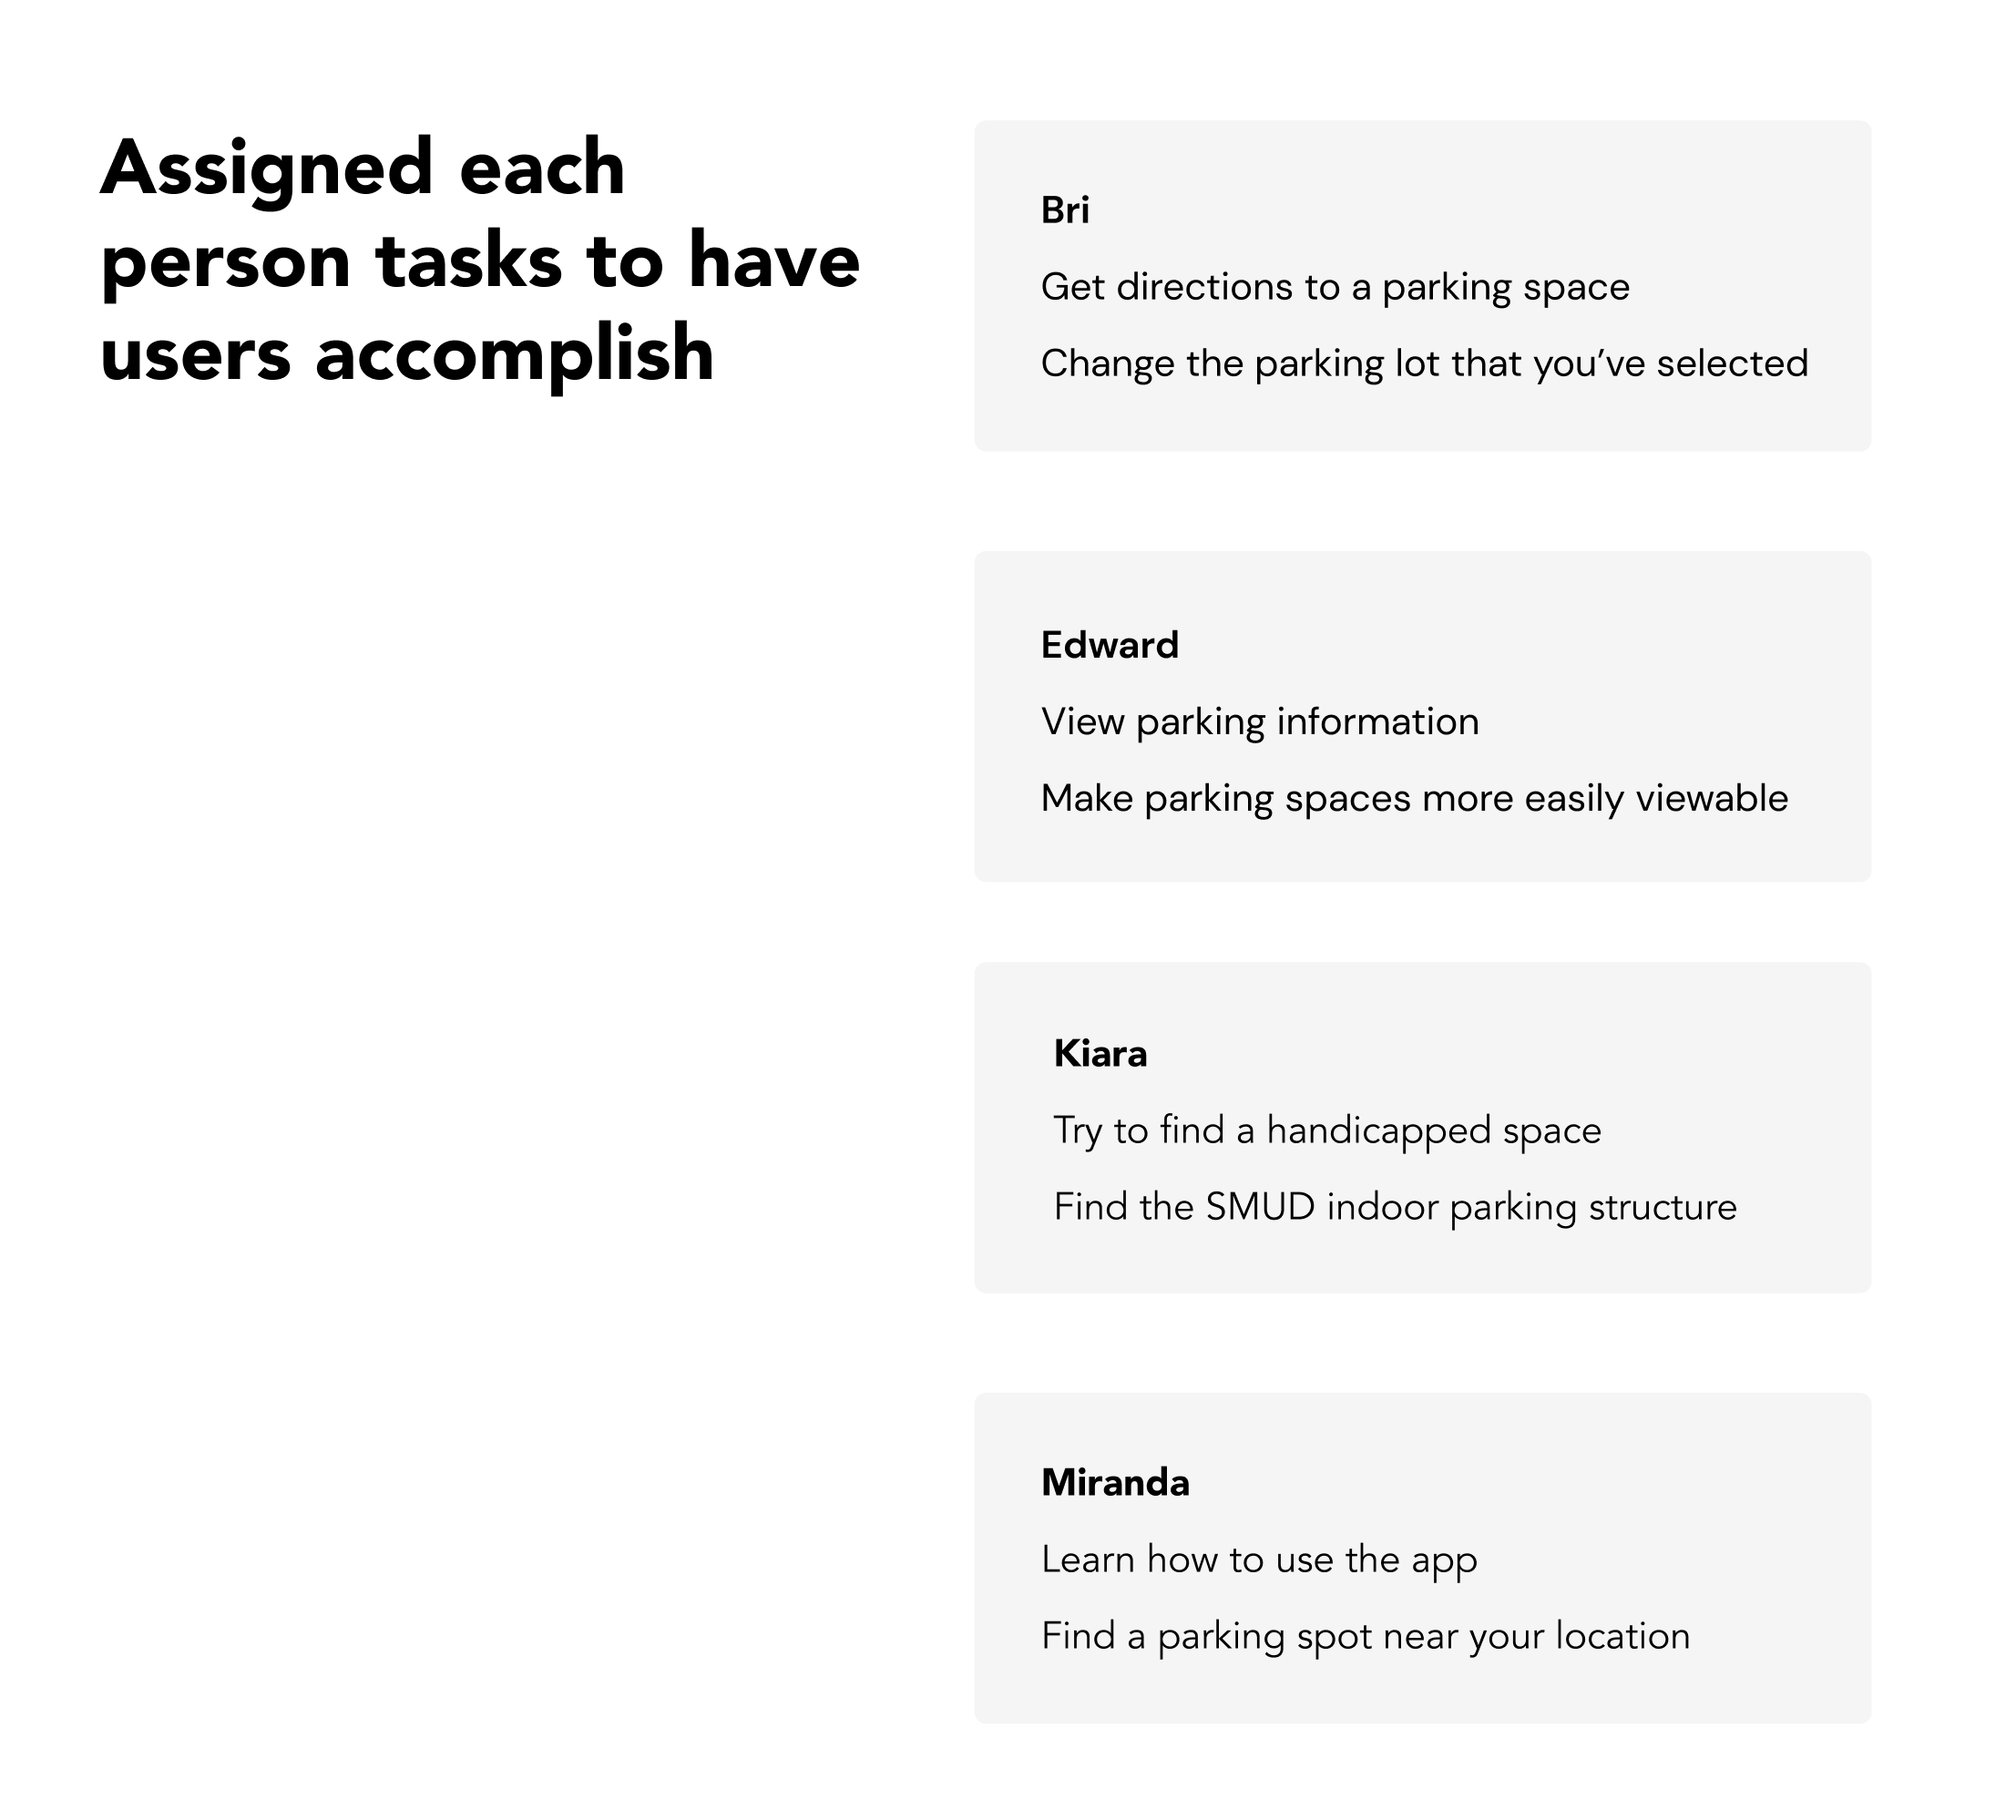 Assigned each
person tasks to have
users accomplish
Bri
Get directions to a parking space
Change the parking lot that you’ve selected
Edward
View parking information
Make parking spaces more easily viewable
Kiara
Try to find a handicapped space
Find the SMUD indoor parking structure
Miranda
Learn how to use the app
Find a parking spot near your location